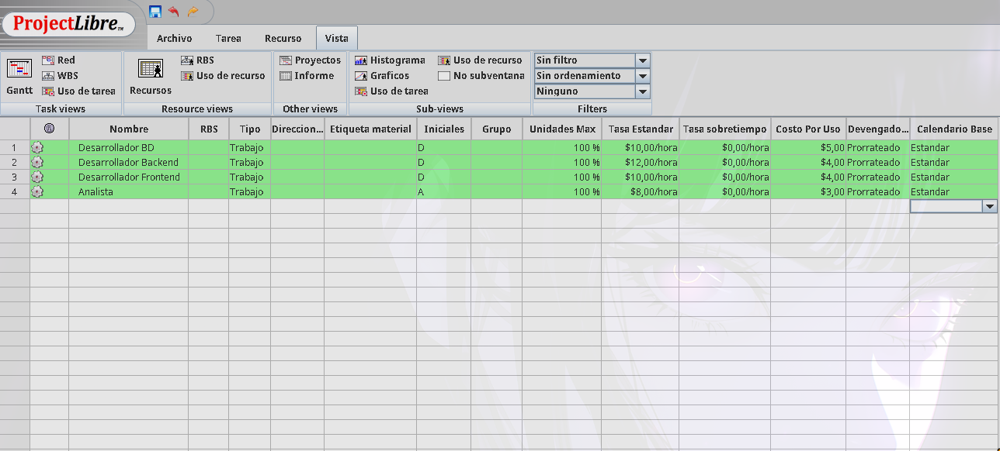 ProjectLibre™
Archivo Tarea Recurso Vista
Gantt Red WBS Uso de tarea
Task views
Recursos RBS Uso de recurso
Resource views
Proyectos Informe
Other views
Histograma Graficos Uso de tarea Uso de recurso No subventana
Sub-views
Sin filtro
Sin ordenamiento
Ninguno
Filters
Nombre RBS Tipo Direccion... Etiqueta material Iniciales Grupo Unidades Max Tasa Estandar Tasa sobretiempo Costo Por Uso Devengado... Calendario Base
1 Desarrollador BD Trabajo D 100 % $10,00/hora $0,00/hora $5,00 Prorrateado Estandar
2 Desarrollador Backend Trabajo D 100 % $12,00/hora $0,00/hora $4,00 Prorrateado Estandar
3 Desarrollador Frontend Trabajo D 100 % $10,00/hora $0,00/hora $4,00 Prorrateado Estandar
4 Analista Trabajo A 100 % $8,00/hora $0,00/hora $3,00 Prorrateado Estandar